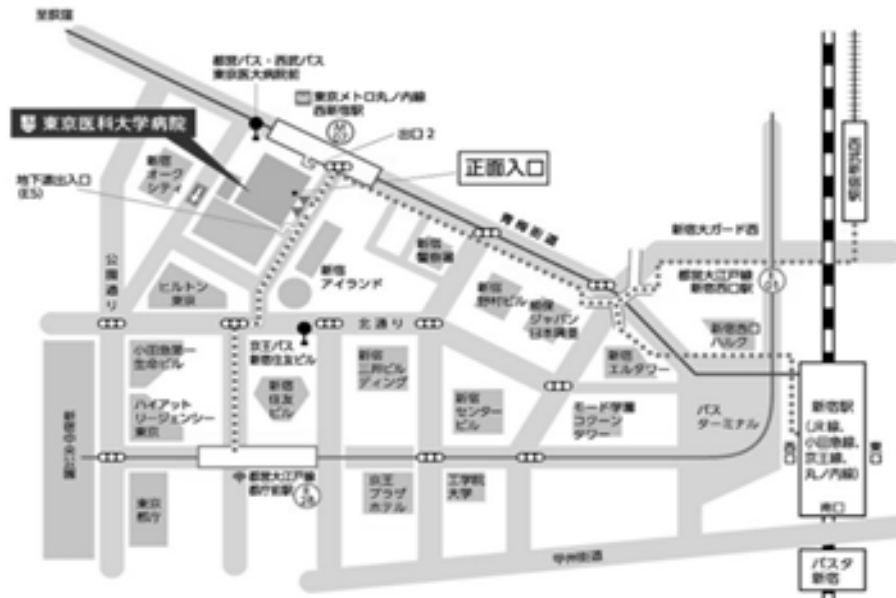 至荻窪
都営バス・西武バス
東京医大病院前
東京メトロ丸ノ内線
西新宿駅
東京医科大学病院
出口2
新宿
オーク
シティ
地下道出入口
(E5)
正面入口
青梅街道
新宿大ガード西
西武新宿駅
公園通り
ヒルトン
東京
新宿
アイランド
新宿
警察署
新宿
野村ビル
損保
ジャパン
日本興亜
都営大江戸線
新宿西口駅
新宿西口
ハルク
北通り
小田急第一
生命ビル
京王バス
新宿住友ビル
新宿
三井ビル
ディング
新宿
エルタワー
新宿中央公園
ハイアット
リージェンシー
東京
新宿
住友
ビル
新宿
センター
ビル
モード学園
コクーン
タワー
バス
ターミナル
新宿駅
(JR線、
小田急線、
京王線、
丸ノ内線)
西口
東口
南口
東京
都庁
都営大江戸線
都庁前駅
京王
プラザ
ホテル
工学院
大学
甲州街道
バスタ
新宿